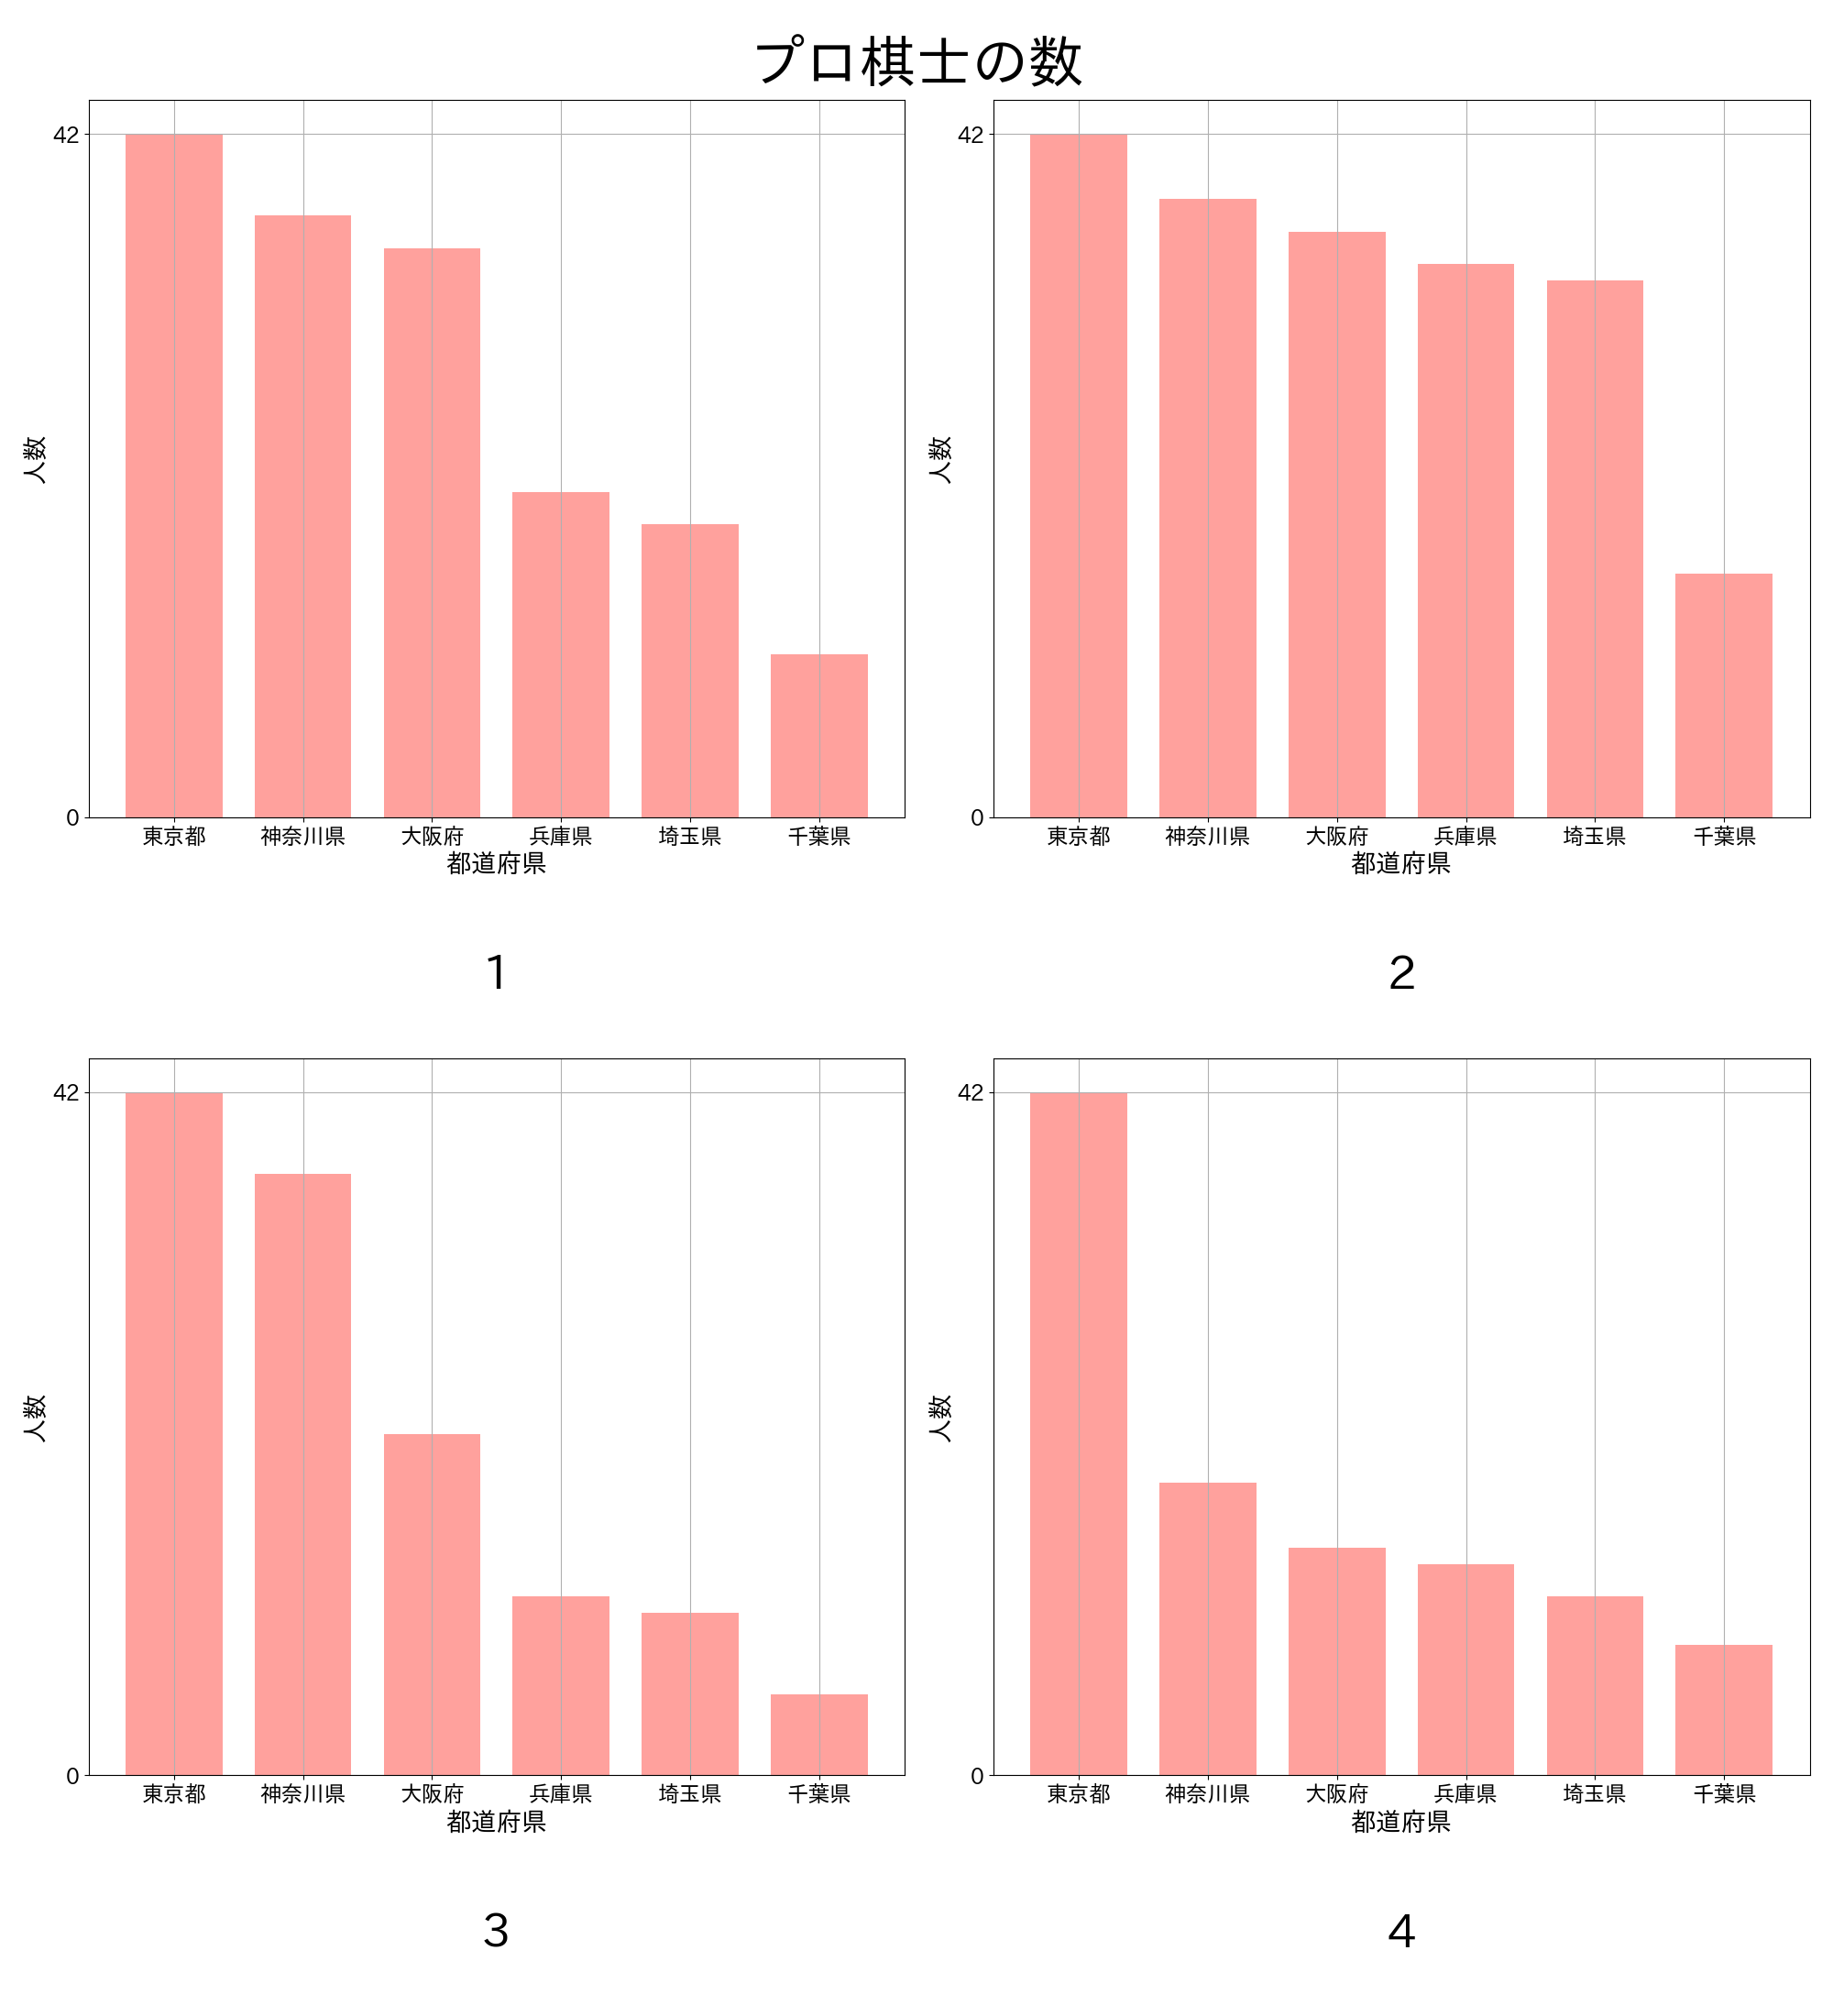 プロ棋士の数
42
0
人数
東京都 神奈川県 大阪府 兵庫県 埼玉県 千葉県
都道府県
1
42
0
人数
東京都 神奈川県 大阪府 兵庫県 埼玉県 千葉県
都道府県
2
42
0
人数
東京都 神奈川県 大阪府 兵庫県 埼玉県 千葉県
都道府県
3
42
0
人数
東京都 神奈川県 大阪府 兵庫県 埼玉県 千葉県
都道府県
4